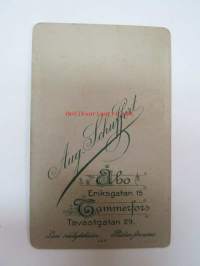 Aug. Schuffert
Åbo
Eriksgatan 15
Tammerfors
Tavastgatan 29.